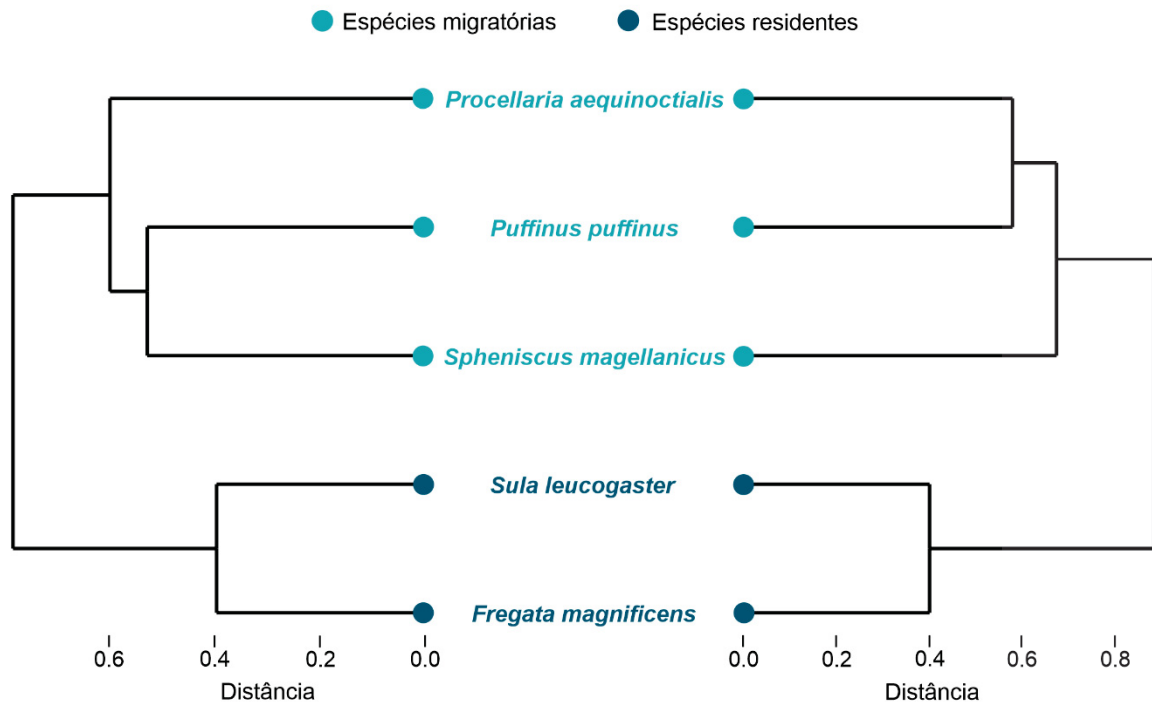 Espécies migratórias Espécies residentes
Procellaria aequinoctialis
Puffinus puffinus
Spheniscus magellanicus
Sula leucogaster
Fregata magnificens
0.6 0.4 0.2 0.0 0.0 0.2 0.4 0.6 0.8
Distância Distância